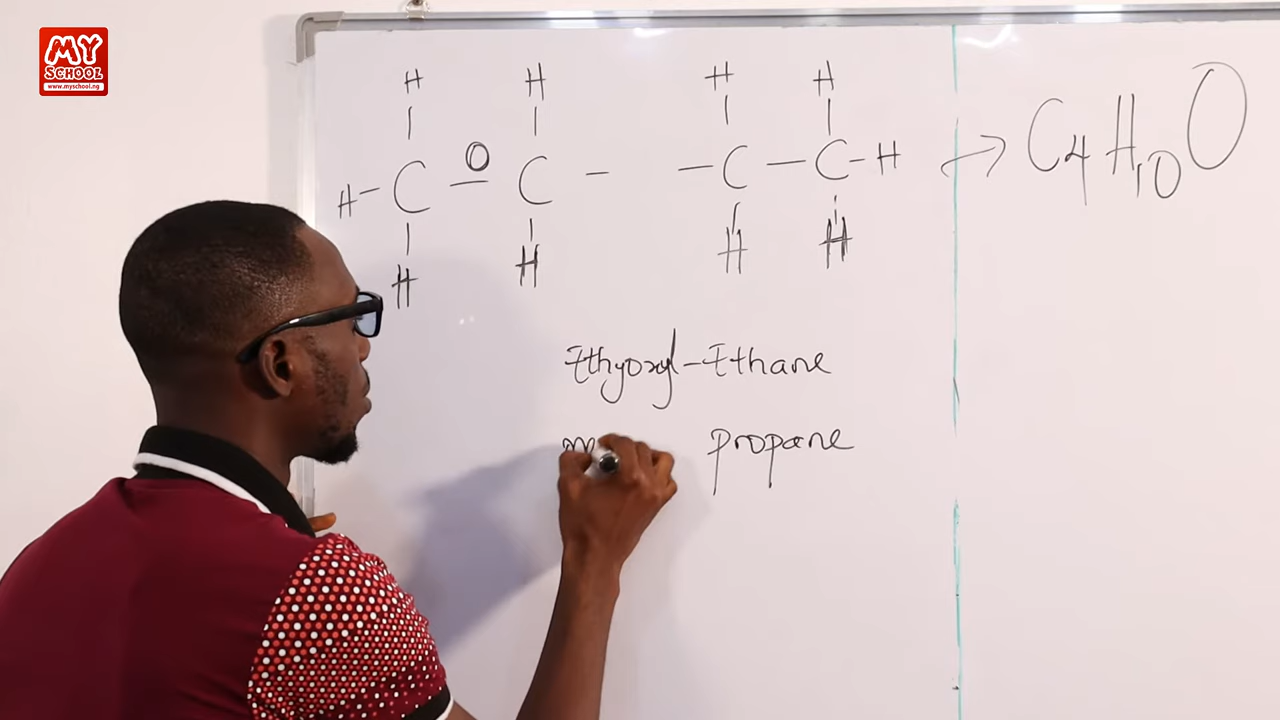 MY
SCHOOL
www.myschool.ng
H H H H
H – C – O C – – C – C – H → C4H10O
H H H H
Ethyoxyl – Ethane
m propane